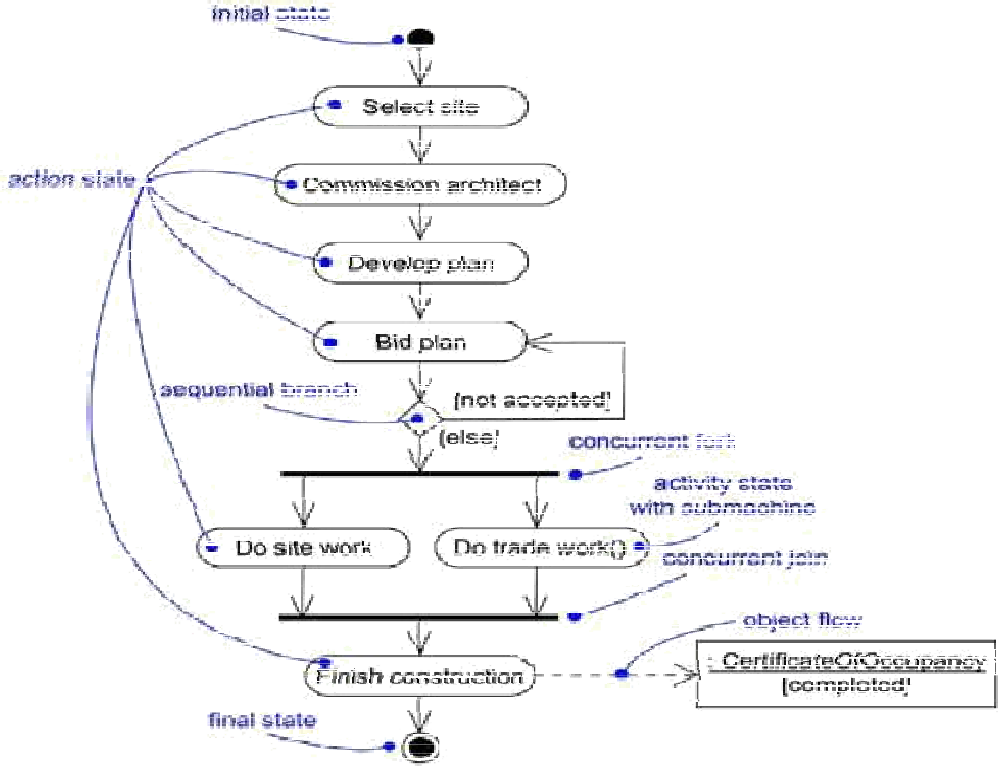 initial state
Select site
action state
Commission architect
Develop plan
Bid plan
sequential branch
[not accepted]
[else]
concurrent fork
activity state
with submachine
Do site work
Do trade work()
concurrent join
object flow
: CertificateOfOccupancy
[completed]
Finish construction
final state